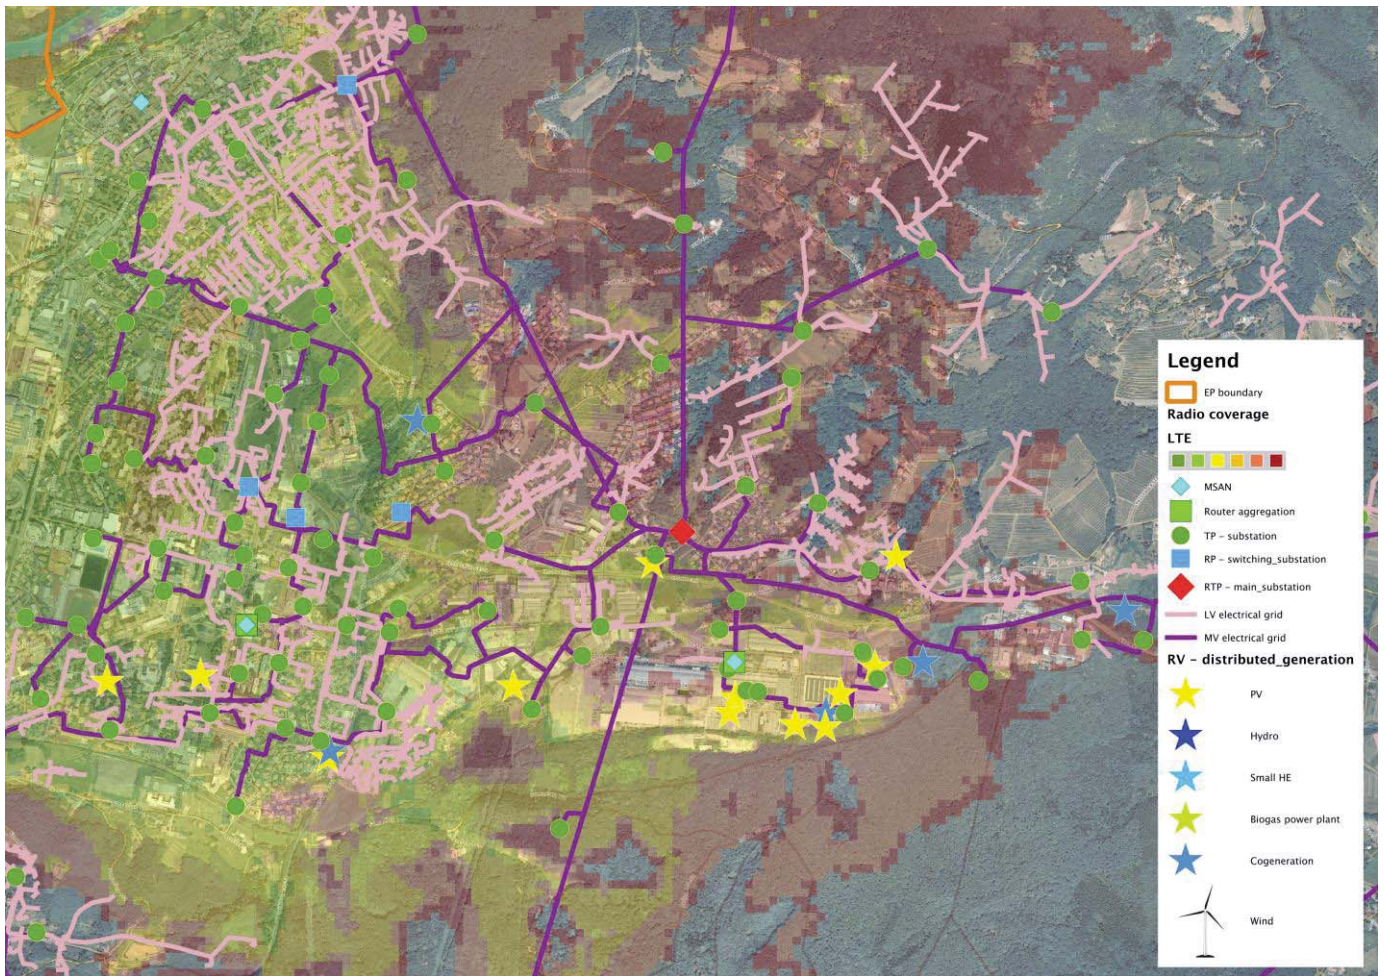 Legend
EP boundary
Radio coverage
LTE
MSAN
Router aggregation
TP - substation
RP - switching_substation
RTP - main_substation
LV electrical grid
MV electrical grid
RV - distributed_generation
PV
Hydro
Small HE
Biogas power plant
Cogeneration
Wind